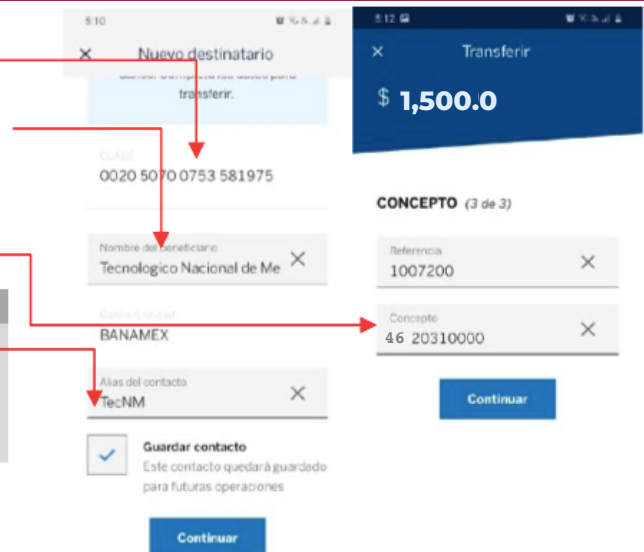 5:10
Nuevo destinatario
transferir.
CLABE
0020 5070 0753 581975
Nombre del beneficiario
Tecnologico Nacional de Me
BANAMEX
Alias del contacto
TecNM
Guardar contacto
Este contacto quedará guardado
para futuras operaciones
Continuar
5:12
Transferir
$ 1,500.0
CONCEPTO (3 de 3)
Referencia
1007200
Concepto
46 20310000
Continuar